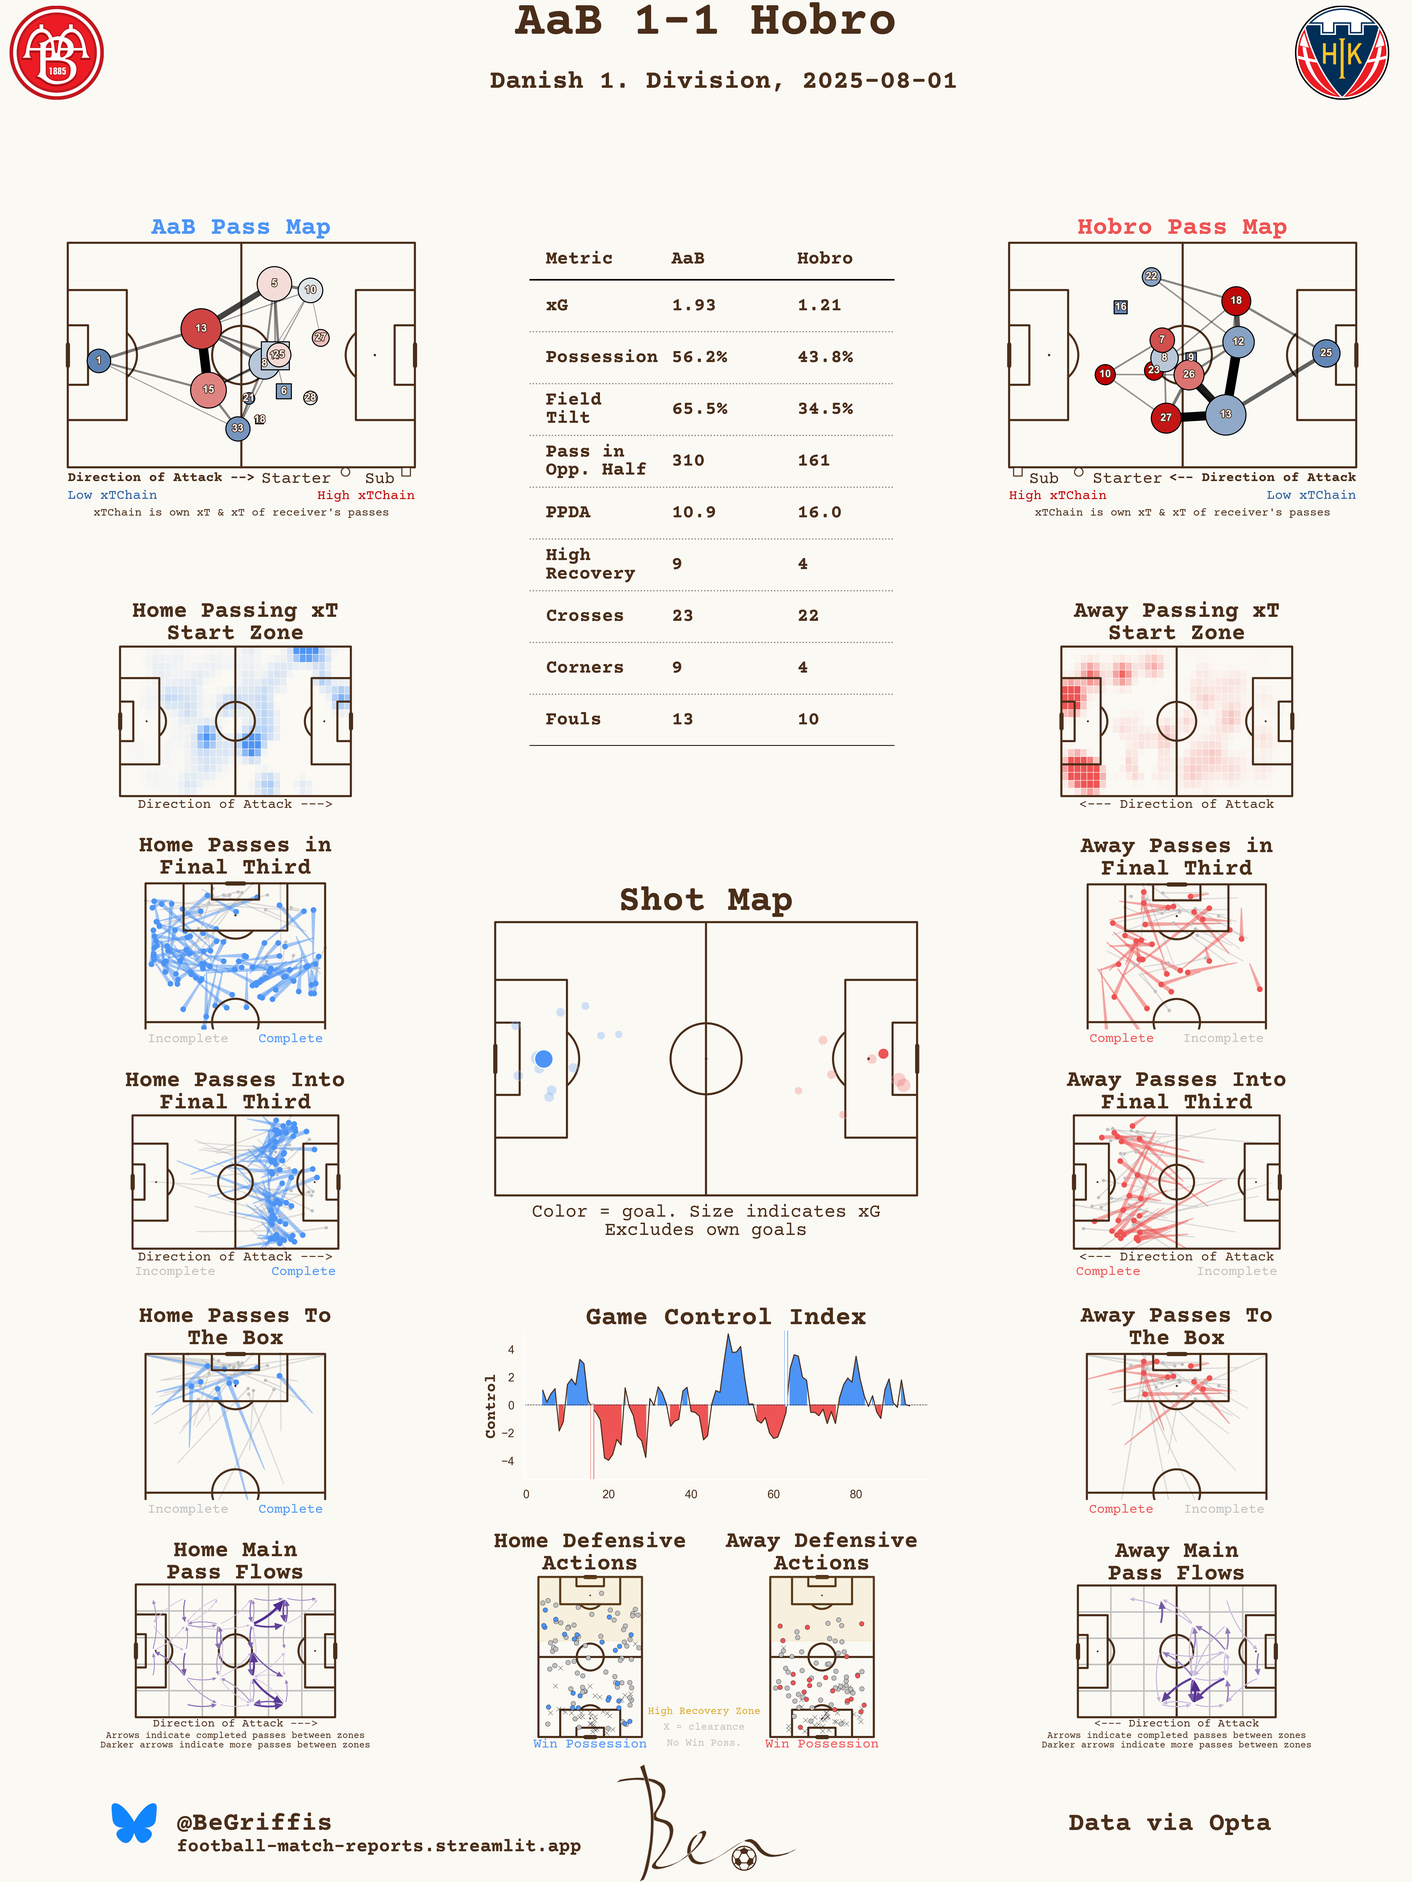 AaB 1-1 Hobro
Danish 1. Division, 2025-08-01
1885
HIK
AaB Pass Map
5
10
13
27
1
8
25
15
6
21
28
18
33
Direction of Attack --> Starter Sub
Low xTChain High xTChain
xTChain is own xT & xT of receiver's passes
Metric AaB Hobro
xG 1.93 1.21
Possession 56.2% 43.8%
Field
Tilt 65.5% 34.5%
Pass in
Opp. Half 310 161
PPDA 10.9 16.0
High
Recovery 9 4
Crosses 23 22
Corners 9 4
Fouls 13 10
Hobro Pass Map
22
18
16
7
12
8
9
25
10
23
26
27
13
Sub Starter <-- Direction of Attack
High xTChain Low xTChain
xTChain is own xT & xT of receiver's passes
Home Passing xT
Start Zone
Direction of Attack --->
Away Passing xT
Start Zone
<--- Direction of Attack
Home Passes in
Final Third
Incomplete Complete
Away Passes in
Final Third
Complete Incomplete
Shot Map
Color = goal. Size indicates xG
Excludes own goals
Home Passes Into
Final Third
Direction of Attack --->
Incomplete Complete
Away Passes Into
Final Third
<--- Direction of Attack
Complete Incomplete
Home Passes To
The Box
Incomplete Complete
Game Control Index
Control
4
2
0
−2
−4
0 20 40 60 80
Away Passes To
The Box
Complete Incomplete
Home Main
Pass Flows
Direction of Attack --->
Arrows indicate completed passes between zones
Darker arrows indicate more passes between zones
Home Defensive
Actions
Win Possession
Away Defensive
Actions
Win Possession
High Recovery Zone
X = clearance
No Win Poss.
Away Main
Pass Flows
<--- Direction of Attack
Arrows indicate completed passes between zones
Darker arrows indicate more passes between zones
@BeGriffis
football-match-reports.streamlit.app
Ben
Data via Opta